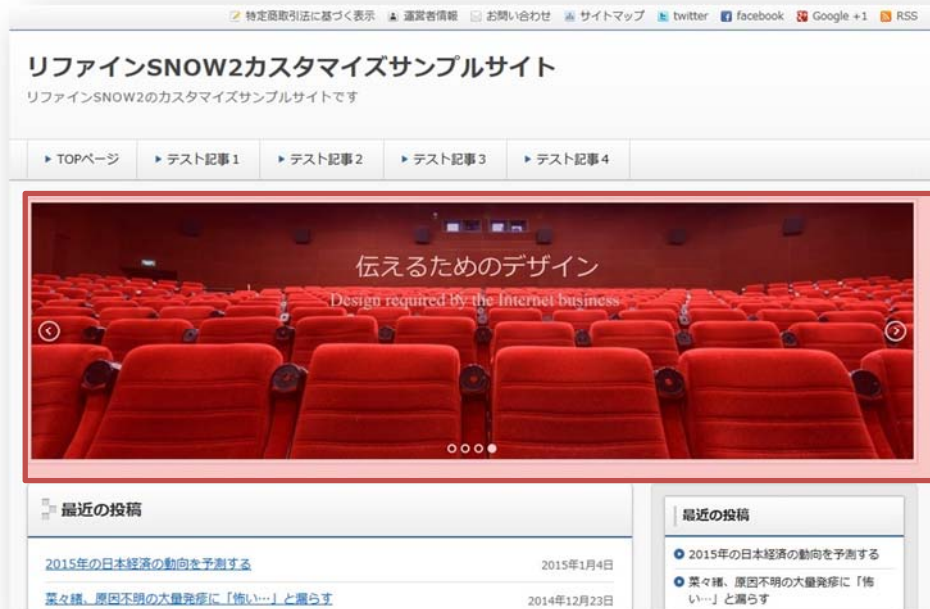 特定商取引法に基づく表示 運営者情報 お問い合わせ サイトマップ twitter facebook Google +1 RSS
リファインSNOW2カスタマイズサンプルサイト
リファインSNOW2のカスタマイズサンプルサイトです
TOPページ テスト記事1 テスト記事2 テスト記事3 テスト記事4
伝えるためのデザイン
Design required by the Internet business
最近の投稿
2015年の日本経済の動向を予測する 2015年1月4日
菜々緒、原因不明の大量発疹に「怖い…」と漏らす 2014年12月23日
最近の投稿
2015年の日本経済の動向を予測する
菜々緒、原因不明の大量発疹に「怖
い…」と漏らす